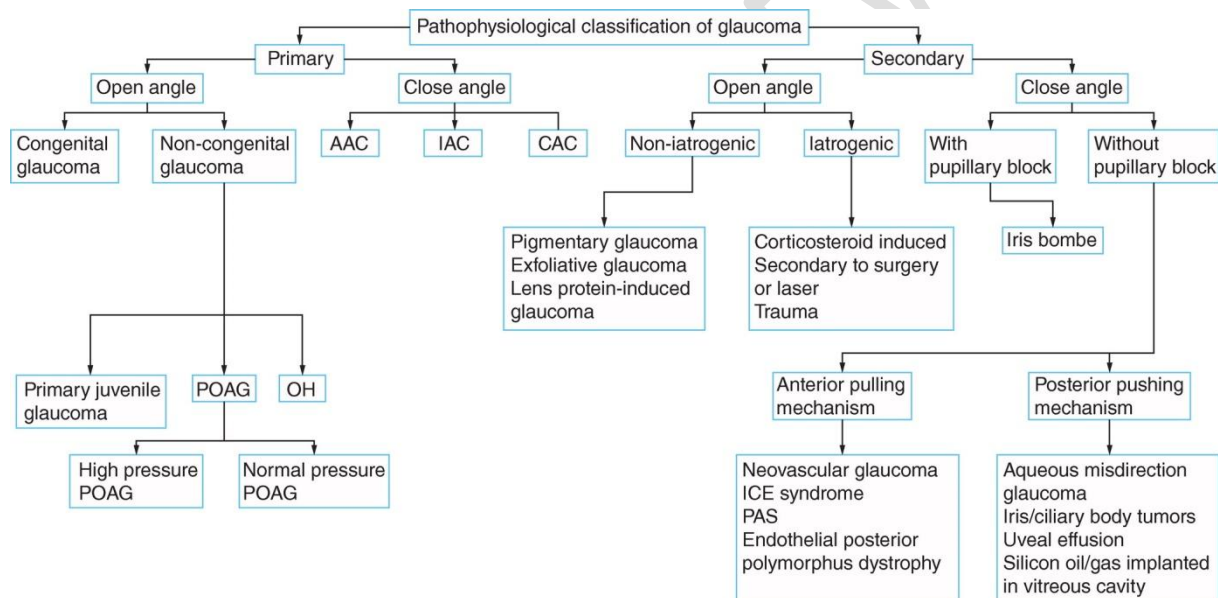 Pathophysiological classification of glaucoma
Primary
Secondary
Open angle
Close angle
Open angle
Close angle
Congenital
glaucoma
Non-congenital
glaucoma
AAC
IAC
CAC
Non-iatrogenic
Iatrogenic
With
pupillary block
Without
pupillary block
Pigmentary glaucoma
Exfoliative glaucoma
Lens protein-induced
glaucoma
Corticosteroid induced
Secondary to surgery
or laser
Trauma
Iris bombe
Primary juvenile
glaucoma
POAG
OH
Anterior pulling
mechanism
Posterior pushing
mechanism
High pressure
POAG
Normal pressure
POAG
Neovascular glaucoma
ICE syndrome
PAS
Endothelial posterior
polymorphus dystrophy
Aqueous misdirection
glaucoma
Iris/ciliary body tumors
Uveal effusion
Silicon oil/gas implanted
in vitreous cavity